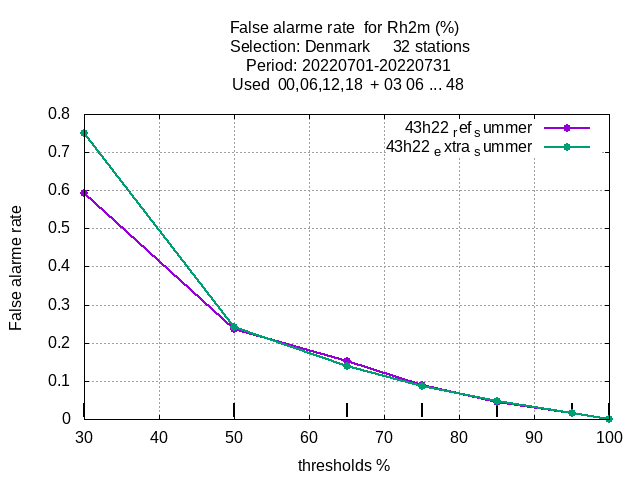 False alarme rate for Rh2m (%)
Selection: Denmark 32 stations
Period: 20220701-20220731
Used 00,06,12,18 + 03 06 ... 48
43h22 ref summer
43h22 extra summer
0.8
0.7
0.6
0.5
0.4
0.3
0.2
0.1
0
False alarme rate
30 40 50 60 70 80 90 100
thresholds %